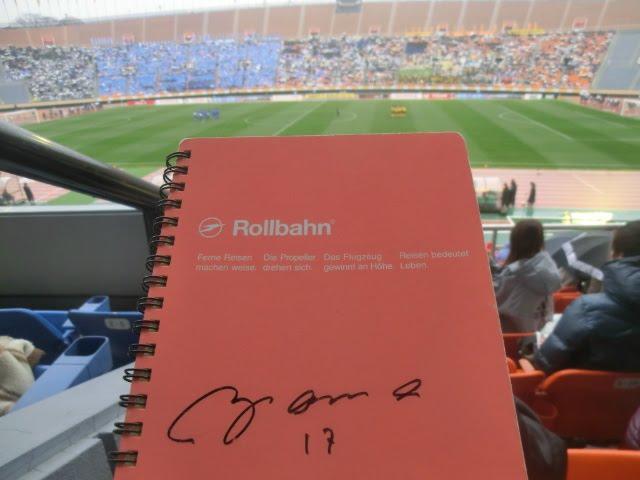 Rollbahn®
Ferne Reisen Die Propeller Das Flugzeug Reisen bedeutet
machen weise. drehen sich. gewinnt an Höhe. Leben.
17